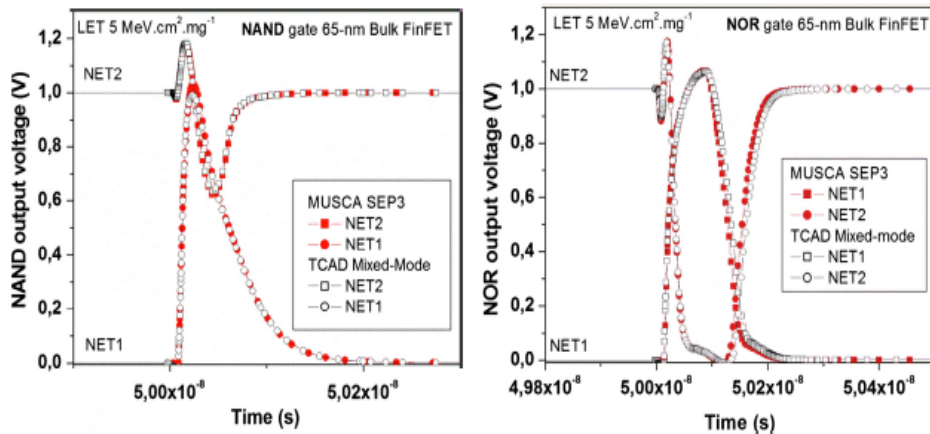 LET 5 MeV.cm².mg⁻¹ NAND gate 65-nm Bulk FinFET
1,2
1,0
0,8
0,6
0,4
0,2
0,0
NAND output voltage (V)
NET2
NET1
MUSCA SEP3
NET2
NET1
TCAD Mixed-Mode
NET2
NET1
5,00x10⁻⁸
5,02x10⁻⁸
Time (s)
LET 5 MeV.cm².mg⁻¹ NOR gate 65-nm Bulk FinFET
1,2
1,0
0,8
0,6
0,4
0,2
0,0
NOR output voltage (V)
NET2
NET1
MUSCA SEP3
NET1
NET2
TCAD Mixed-mode
NET1
NET2
4,98x10⁻⁸
5,00x10⁻⁸
5,02x10⁻⁸
5,04x10⁻⁸
Time (s)